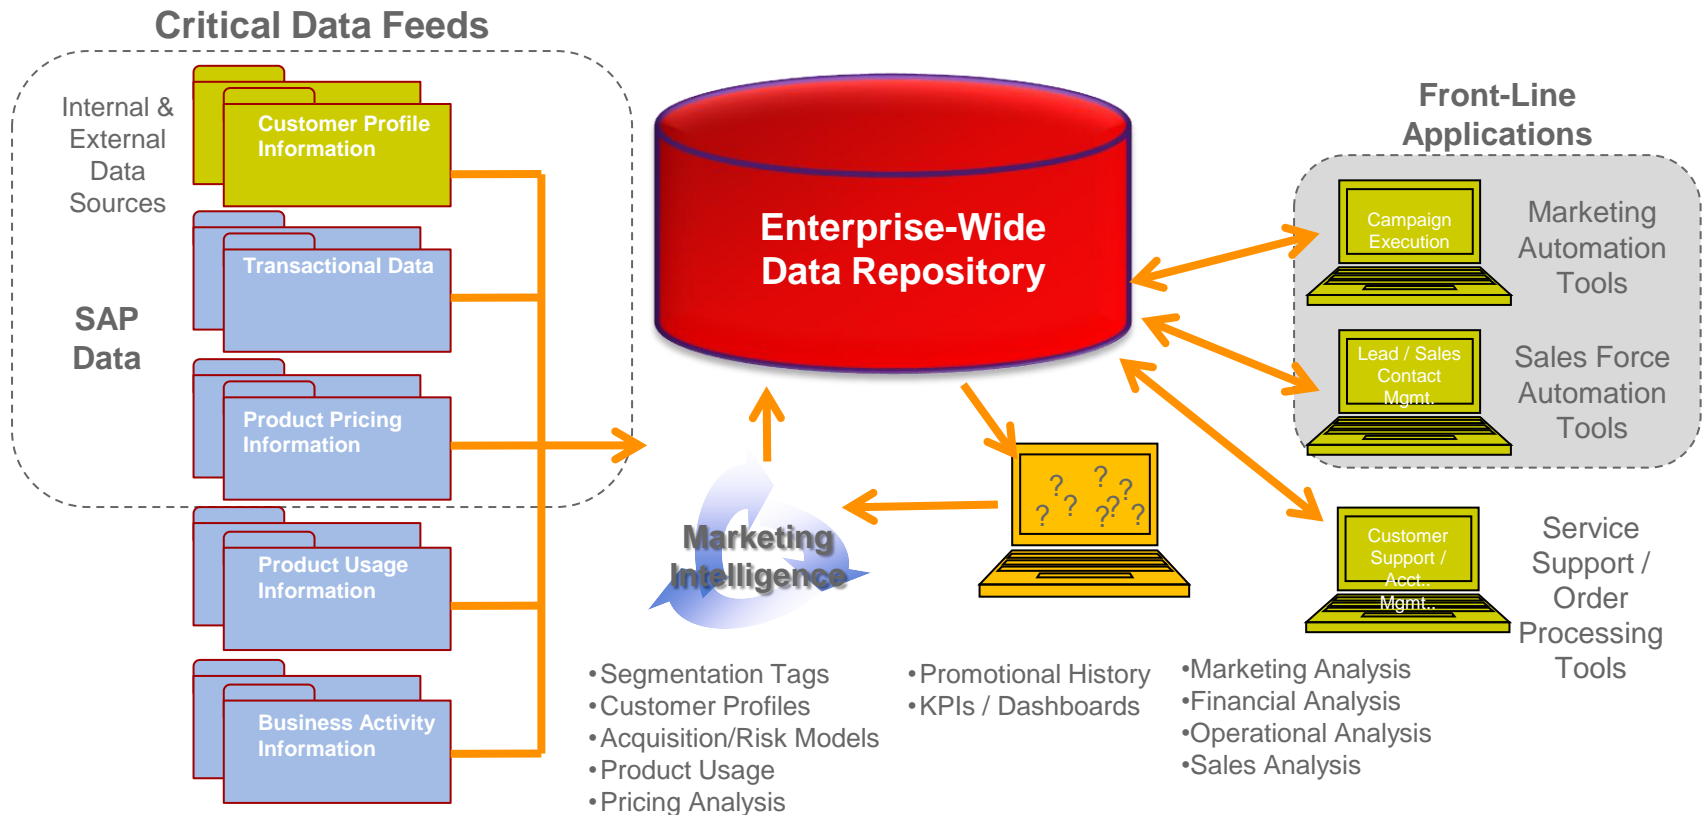 Critical Data Feeds
Internal &
External
Data
Sources
SAP
Data
Customer Profile
Information
Transactional Data
Product Pricing
Information
Product Usage
Information
Business Activity
Information
Enterprise-Wide
Data Repository
Marketing
Intelligence
? ? ? ? ? ? ? ?
•Segmentation Tags
•Customer Profiles
•Acquisition/Risk Models
•Product Usage
•Pricing Analysis
•Promotional History
•KPIs / Dashboards
•Marketing Analysis
•Financial Analysis
•Operational Analysis
•Sales Analysis
Front-Line
Applications
Campaign
Execution
Marketing
Automation
Tools
Lead / Sales
Contact
Mgmt.
Sales Force
Automation
Tools
Customer
Support /
Acct..
Mgmt..
Service
Support /
Order
Processing
Tools